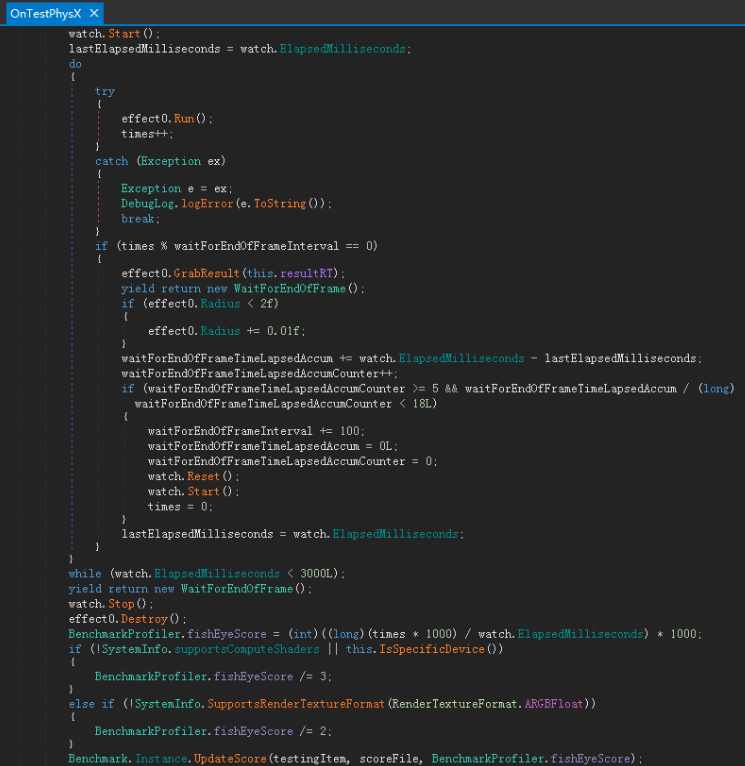 OnTestPhysX ×
watch.Start();
lastElapsedMilliseconds = watch.ElapsedMilliseconds;
do
{
try
{
effect0.Run();
times++;
}
catch (Exception ex)
{
Exception e = ex;
DebugLog.logError(e.ToString());
break;
}
if (times % waitForEndOfFrameInterval == 0)
{
effect0.GrabResult(this.resultRT);
yield return new WaitForEndOfFrame();
if (effect0.Radius < 2f)
{
effect0.Radius += 0.01f;
}
waitForEndOfFrameTimeLapsedAccum += watch.ElapsedMilliseconds - lastElapsedMilliseconds;
waitForEndOfFrameTimeLapsedAccumCounter++;
if (waitForEndOfFrameTimeLapsedAccumCounter >= 5 && waitForEndOfFrameTimeLapsedAccum / (long)
waitForEndOfFrameTimeLapsedAccumCounter < 18L)
{
waitForEndOfFrameInterval += 100;
waitForEndOfFrameTimeLapsedAccum = 0L;
waitForEndOfFrameTimeLapsedAccumCounter = 0;
watch.Reset();
watch.Start();
times = 0;
}
lastElapsedMilliseconds = watch.ElapsedMilliseconds;
}
}
while (watch.ElapsedMilliseconds < 3000L);
yield return new WaitForEndOfFrame();
watch.Stop();
effect0.Destroy();
BenchmarkProfiler.fishEyeScore = (int)((long)(times * 1000) / watch.ElapsedMilliseconds) * 1000;
if (!SystemInfo.supportsComputeShaders || this.IsSpecificDevice())
{
BenchmarkProfiler.fishEyeScore /= 3;
}
else if (!SystemInfo.SupportsRenderTextureFormat(RenderTextureFormat.ARGBFloat))
{
BenchmarkProfiler.fishEyeScore /= 2;
}
Benchmark.Instance.UpdateScore(testingItem, scoreFile, BenchmarkProfiler.fishEyeScore);